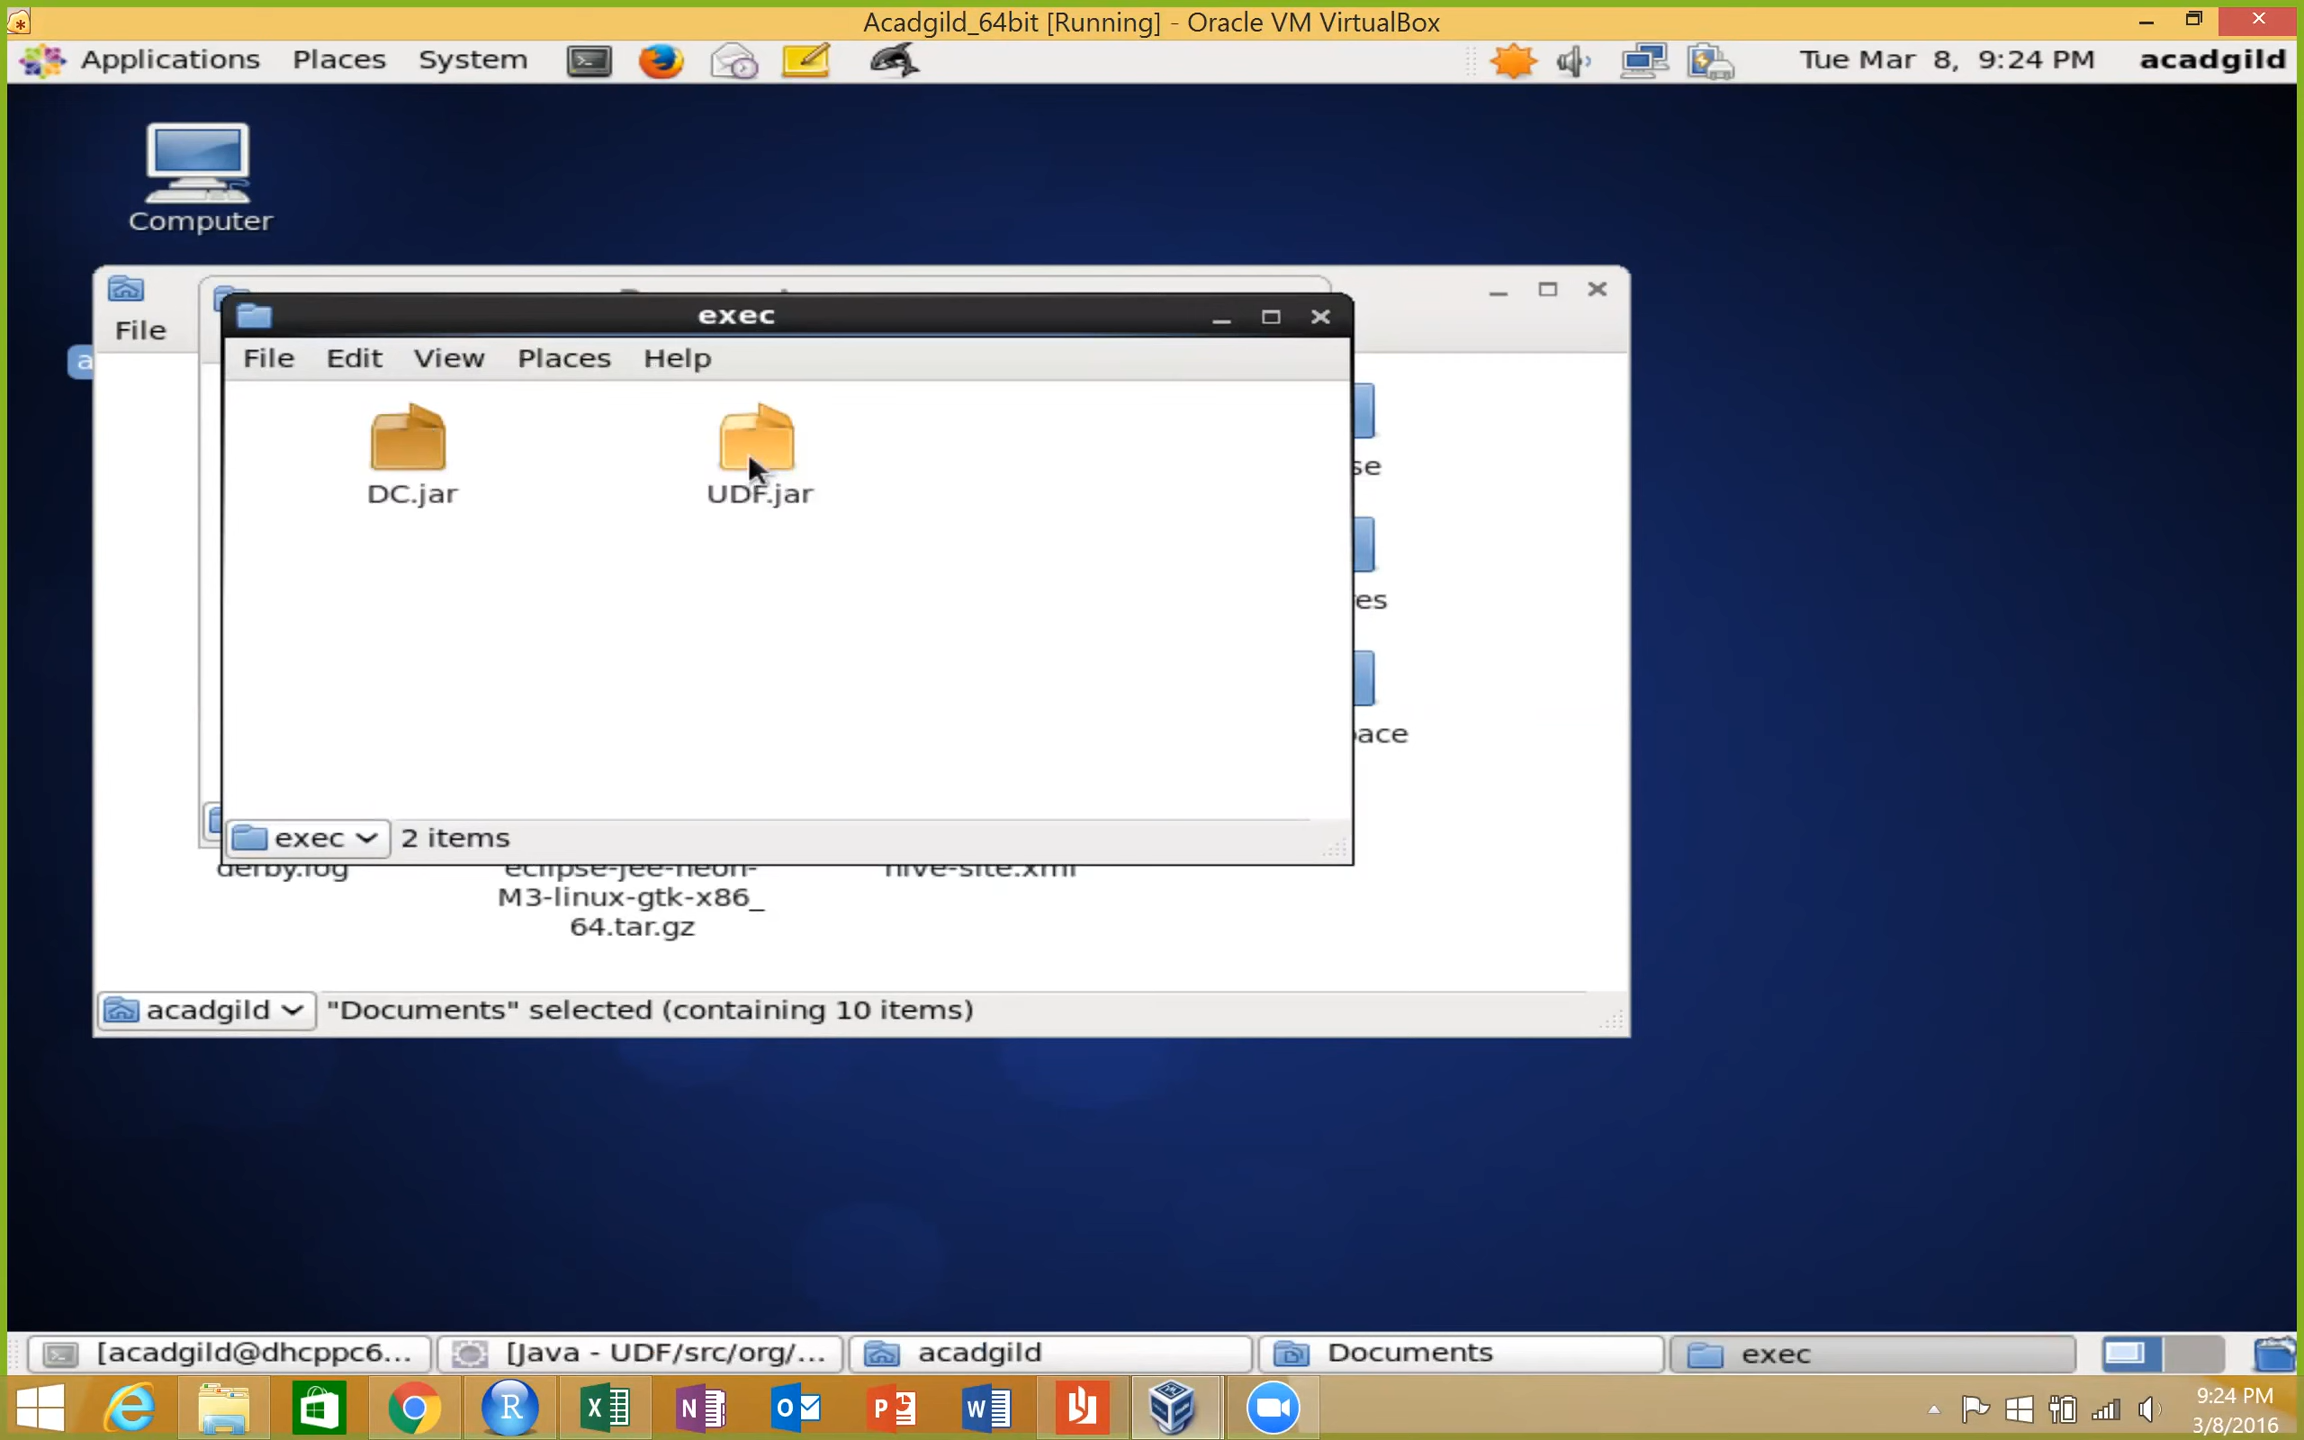 Acadgild_64bit [Running] - Oracle VM VirtualBox
Applications Places System
Tue Mar 8, 9:24 PM acadgild
Computer
File
exec
File Edit View Places Help
DC.jar
UDF.jar
exec
2 items
se
res
ace
derby.log
eclipse-jee-neon-
M3-linux-gtk-x86_
64.tar.gz
hive-site.xml
acadgild
"Documents" selected (containing 10 items)
[acadgild@dhcppc6...
[Java - UDF/src/org/...
acadgild
Documents
exec
9:24 PM
3/8/2016